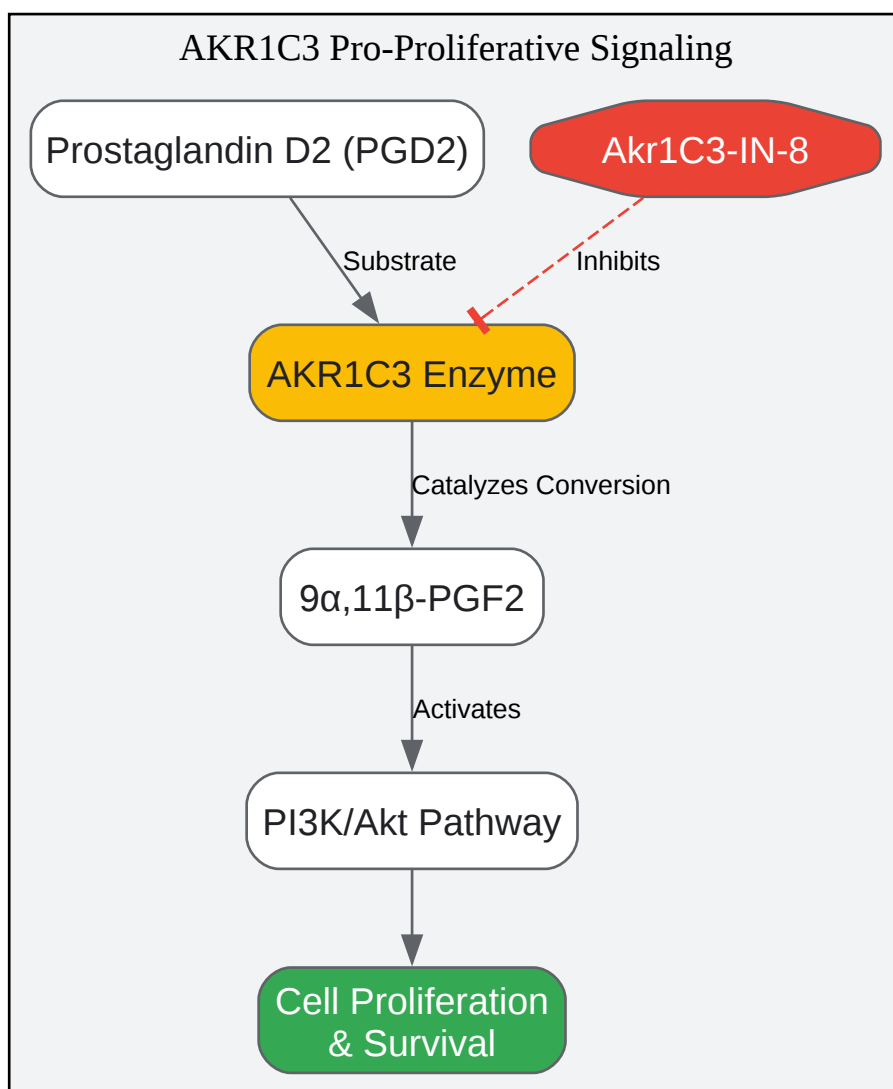 AKR1C3 Pro-Proliferative Signaling
Prostaglandin D2 (PGD2)
Akr1C3-IN-8
Substrate
Inhibits
AKR1C3 Enzyme
Catalyzes Conversion
9α,11β-PGF2
Activates
PI3K/Akt Pathway
Cell Proliferation
& Survival